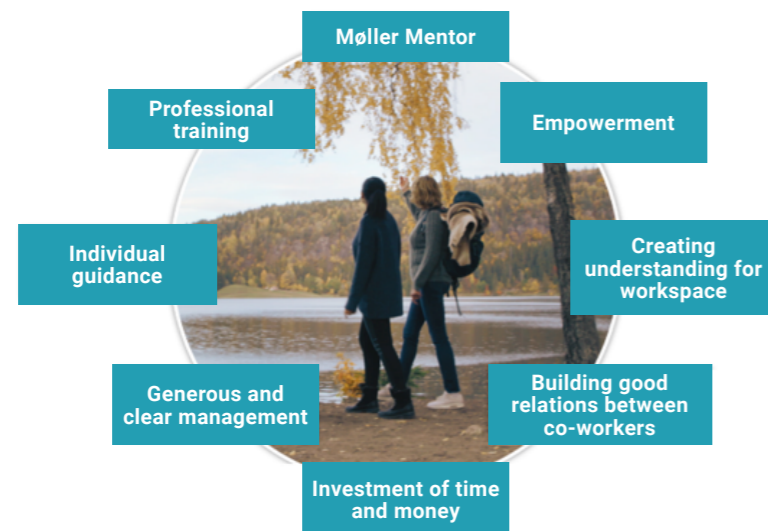 Møller Mentor
Professional
training
Empowerment
Individual
guidance
Creating
understanding for
workspace
Generous and
clear management
Building good
relations between
co-workers
Investment of time
and money